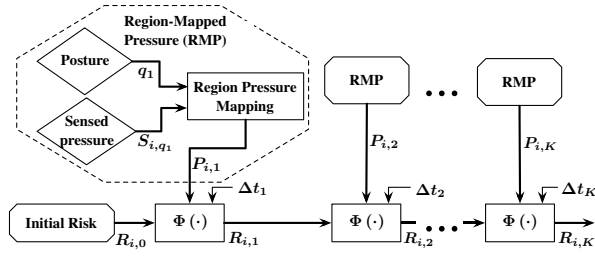 Region-Mapped
Pressure (RMP)
Posture
q₁
Region Pressure
Mapping
Sensed
pressure
S_{i,q₁}
RMP
• • •
RMP
P_{i,1}
P_{i,2}
P_{i,K}
Δt₁
Δt₂
Δt_K
Initial Risk
R_{i,0}
Φ (·)
R_{i,1}
Φ (·)
R_{i,2}
• • •
Φ (·)
R_{i,K}